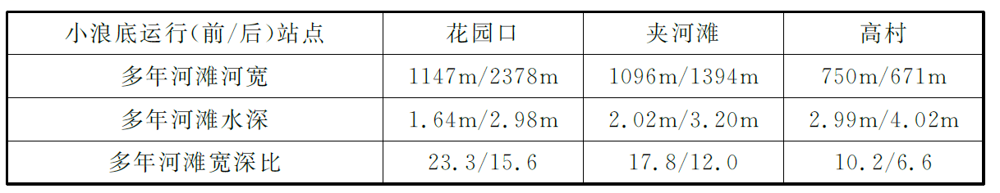 小浪底运行(前/后)站点 花园口 夹河滩 高村
多年河滩河宽 1147m/2378m 1096m/1394m 750m/671m
多年河滩水深 1.64m/2.98m 2.02m/3.20m 2.99m/4.02m
多年河滩宽深比 23.3/15.6 17.8/12.0 10.2/6.6